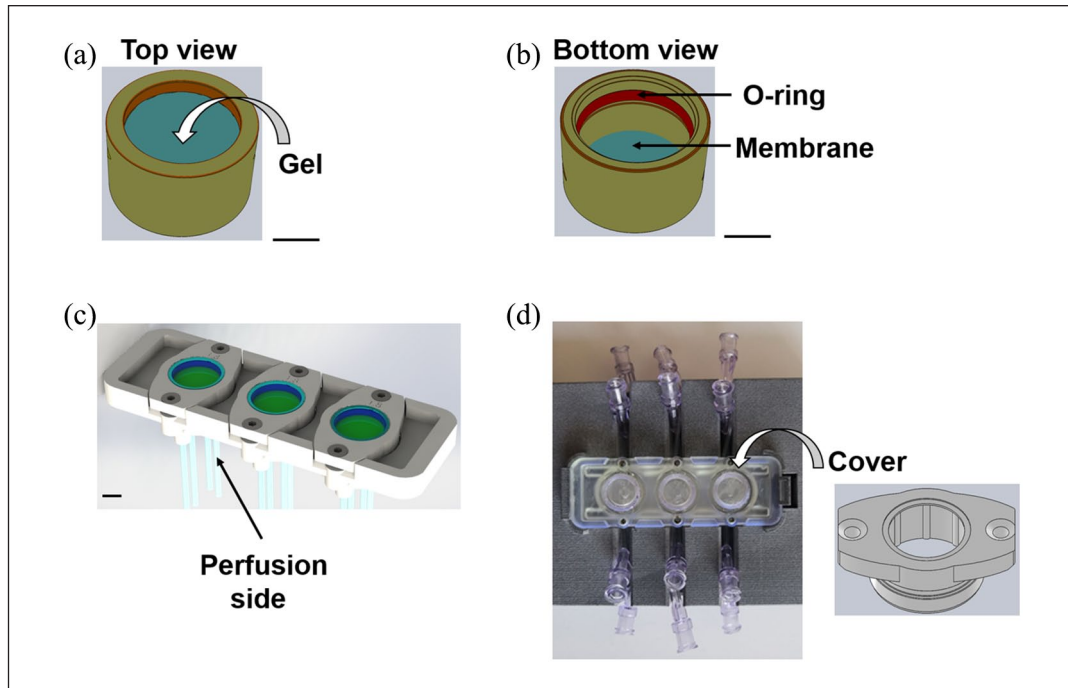 (a)
Top view
Gel
(b)
Bottom view
O-ring
Membrane
(c)
Perfusion
side
(d)
Cover